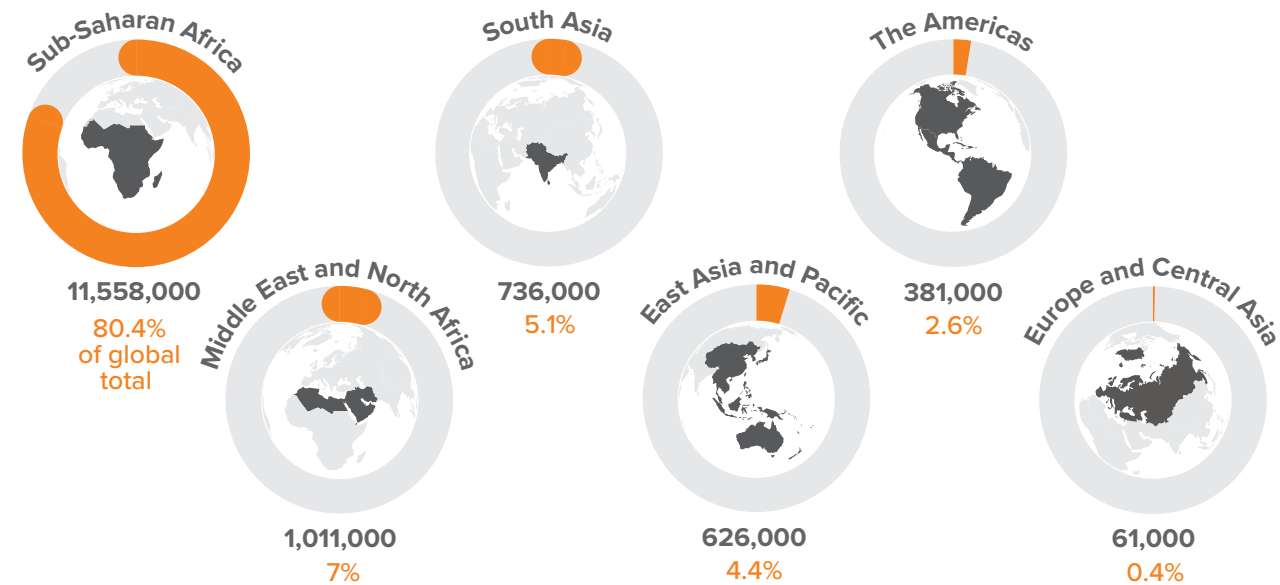 Sub-Saharan Africa
11,558,000
80.4%
of global
total
Middle East and North Africa
1,011,000
7%
South Asia
736,000
5.1%
East Asia and Pacific
626,000
4.4%
The Americas
381,000
2.6%
Europe and Central Asia
61,000
0.4%